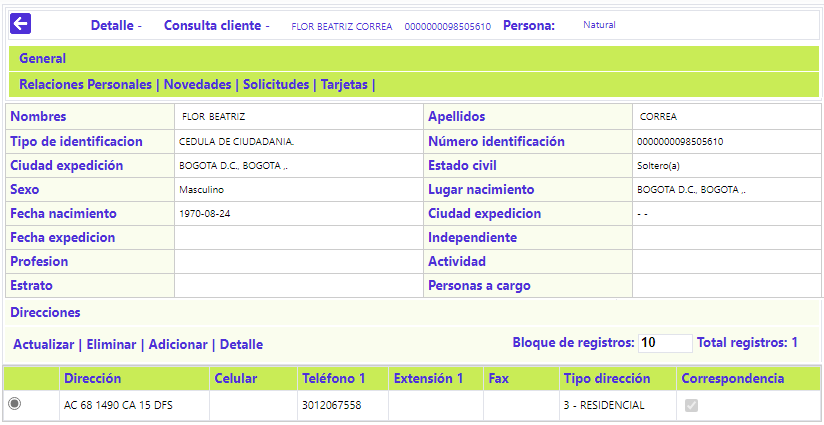 Detalle - Consulta cliente - FLOR BEATRIZ CORREA 0000000098505610 Persona: Natural
General
Relaciones Personales | Novedades | Solicitudes | Tarjetas |
Nombres FLOR BEATRIZ Apellidos CORREA
Tipo de identificacion CEDULA DE CIUDADANIA. Número identificación 0000000098505610
Ciudad expedición BOGOTA D.C., BOGOTA ,. Estado civil Soltero(a)
Sexo Masculino Lugar nacimiento BOGOTA D.C., BOGOTA ,.
Fecha nacimiento 1970-08-24 Ciudad expedicion - -
Fecha expedicion Independiente
Profesion Actividad
Estrato Personas a cargo
Direcciones
Actualizar | Eliminar | Adicionar | Detalle Bloque de registros: 10 Total registros: 1
Dirección Celular Teléfono 1 Extensión 1 Fax Tipo dirección Correspondencia
AC 68 1490 CA 15 DFS 3012067558 3 - RESIDENCIAL